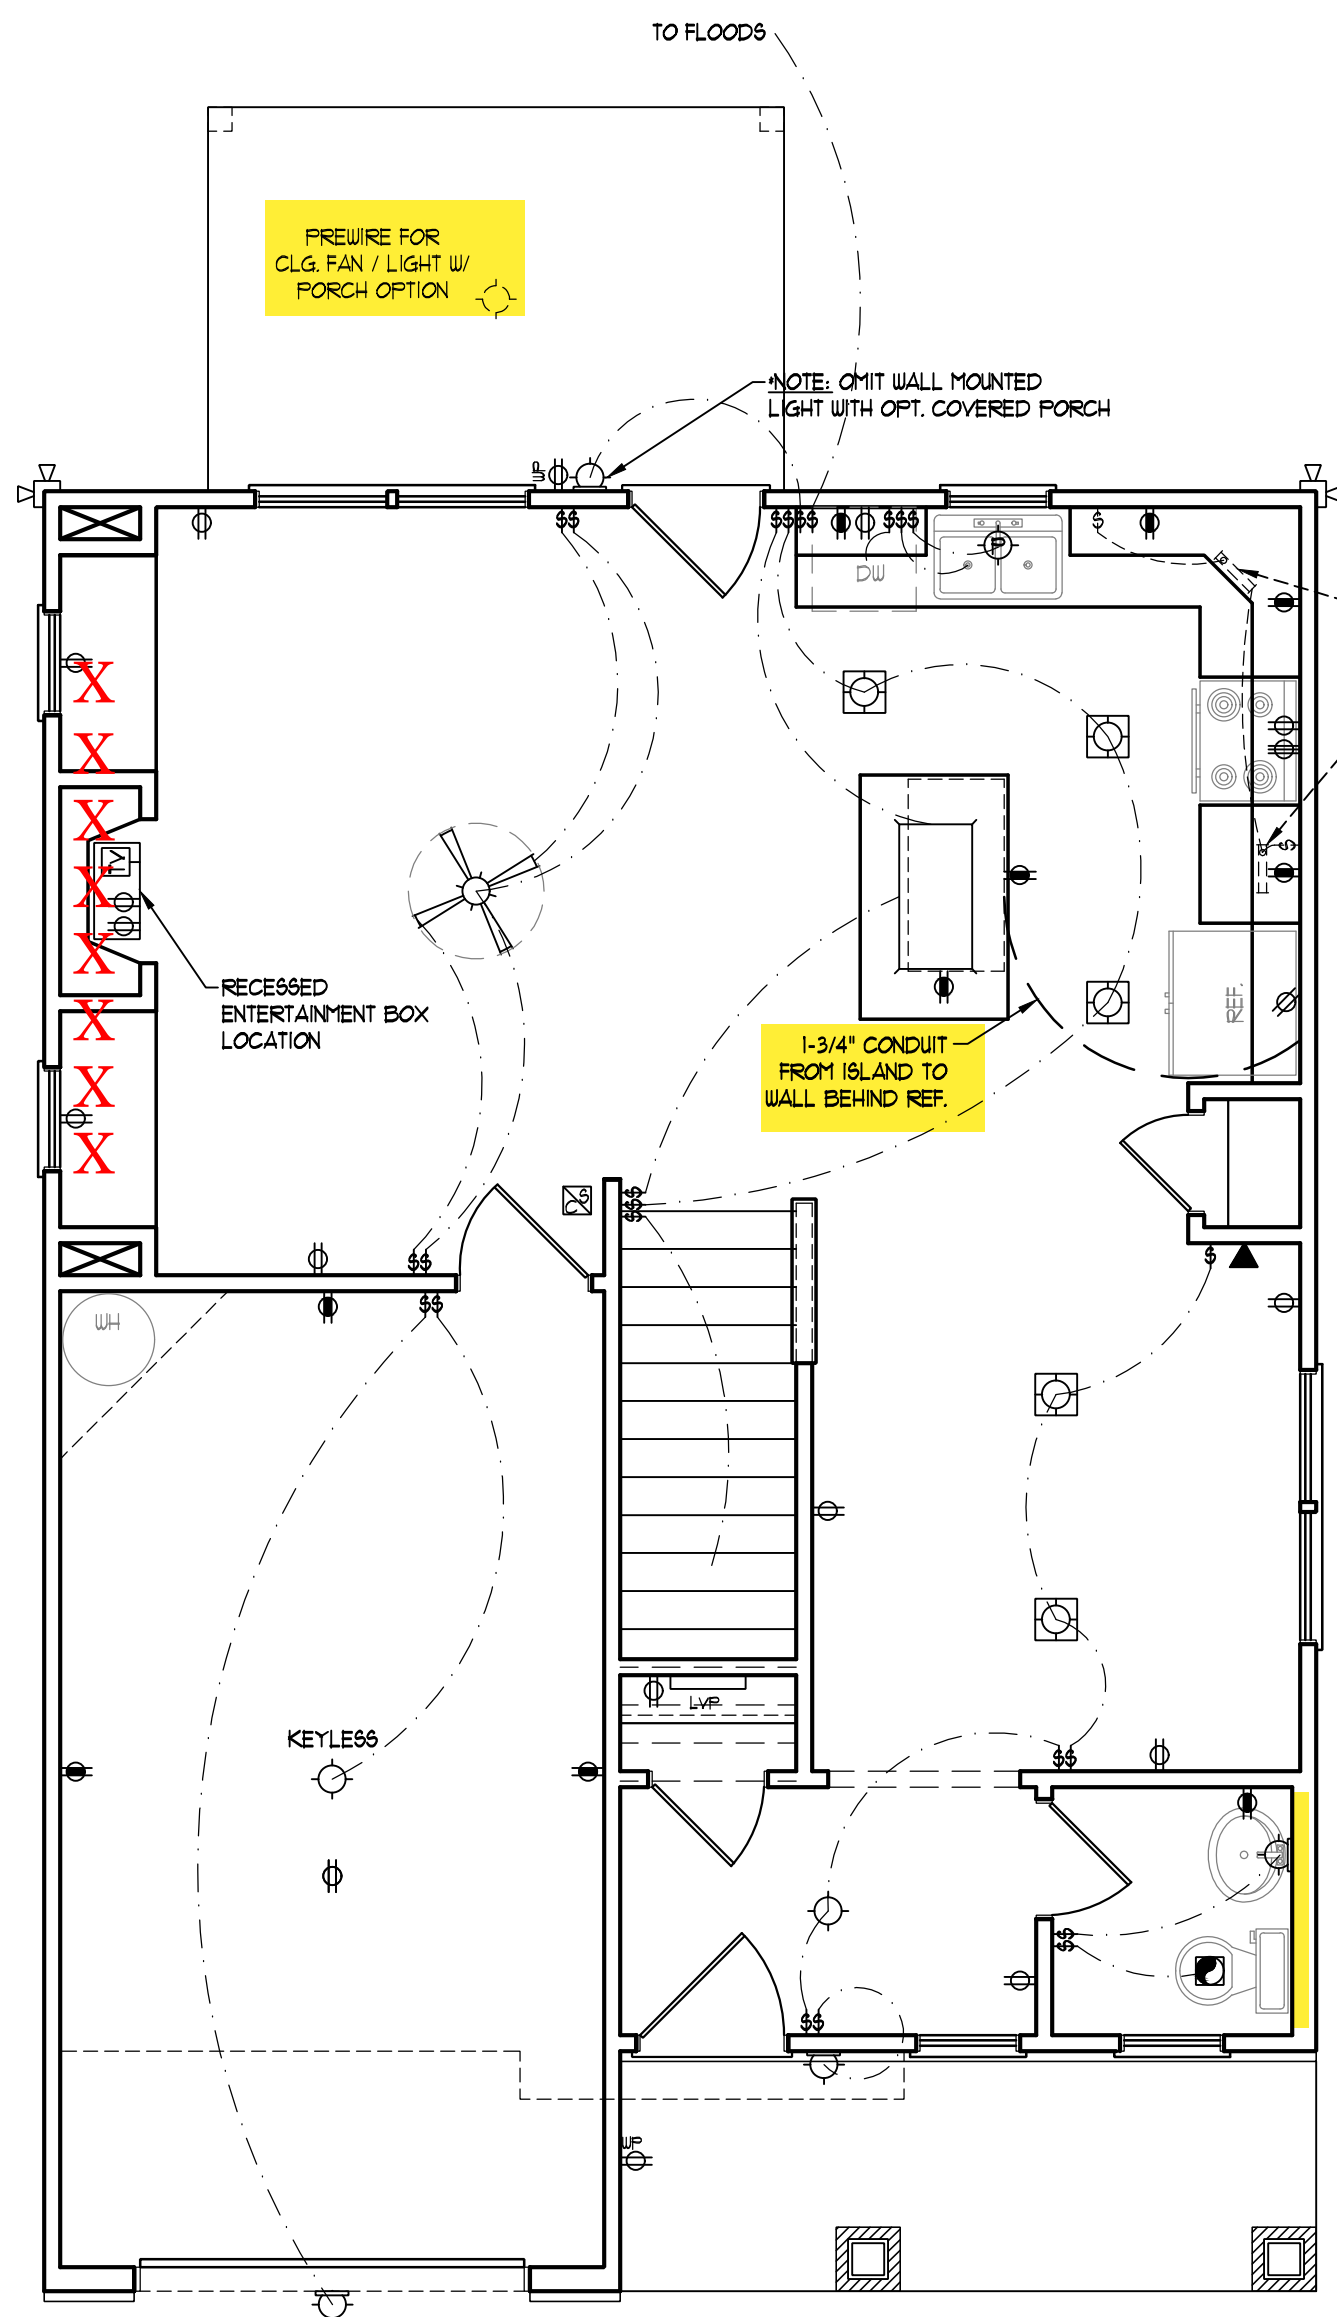 TO FLOODS
PREWIRE FOR
CLG. FAN / LIGHT W/
PORCH OPTION
*NOTE: OMIT WALL MOUNTED
LIGHT WITH OPT. COVERED PORCH
WP
$$
$$$$
$$$
$
DW
X
X
X
X
X
X
X
X
TV
S
RECESSED
ENTERTAINMENT BOX
LOCATION
REF.
1-3/4" CONDUIT
FROM ISLAND TO
WALL BEHIND REF.
C/S
$$$
$$
$
$$
WH
LVP
KEYLESS
$$
$$
$$
WP